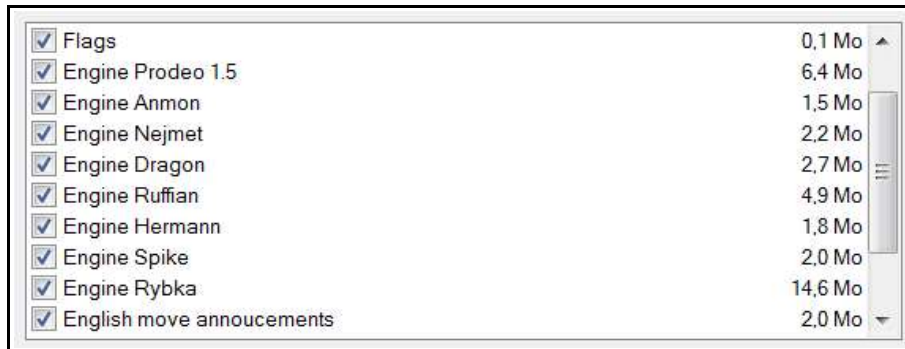 Flags 0,1 Mo
Engine Prodeo 1.5 6,4 Mo
Engine Anmon 1,5 Mo
Engine Nejmet 2,2 Mo
Engine Dragon 2,7 Mo
Engine Ruffian 4,9 Mo
Engine Hermann 1,8 Mo
Engine Spike 2,0 Mo
Engine Rybka 14,6 Mo
English move annoucements 2,0 Mo